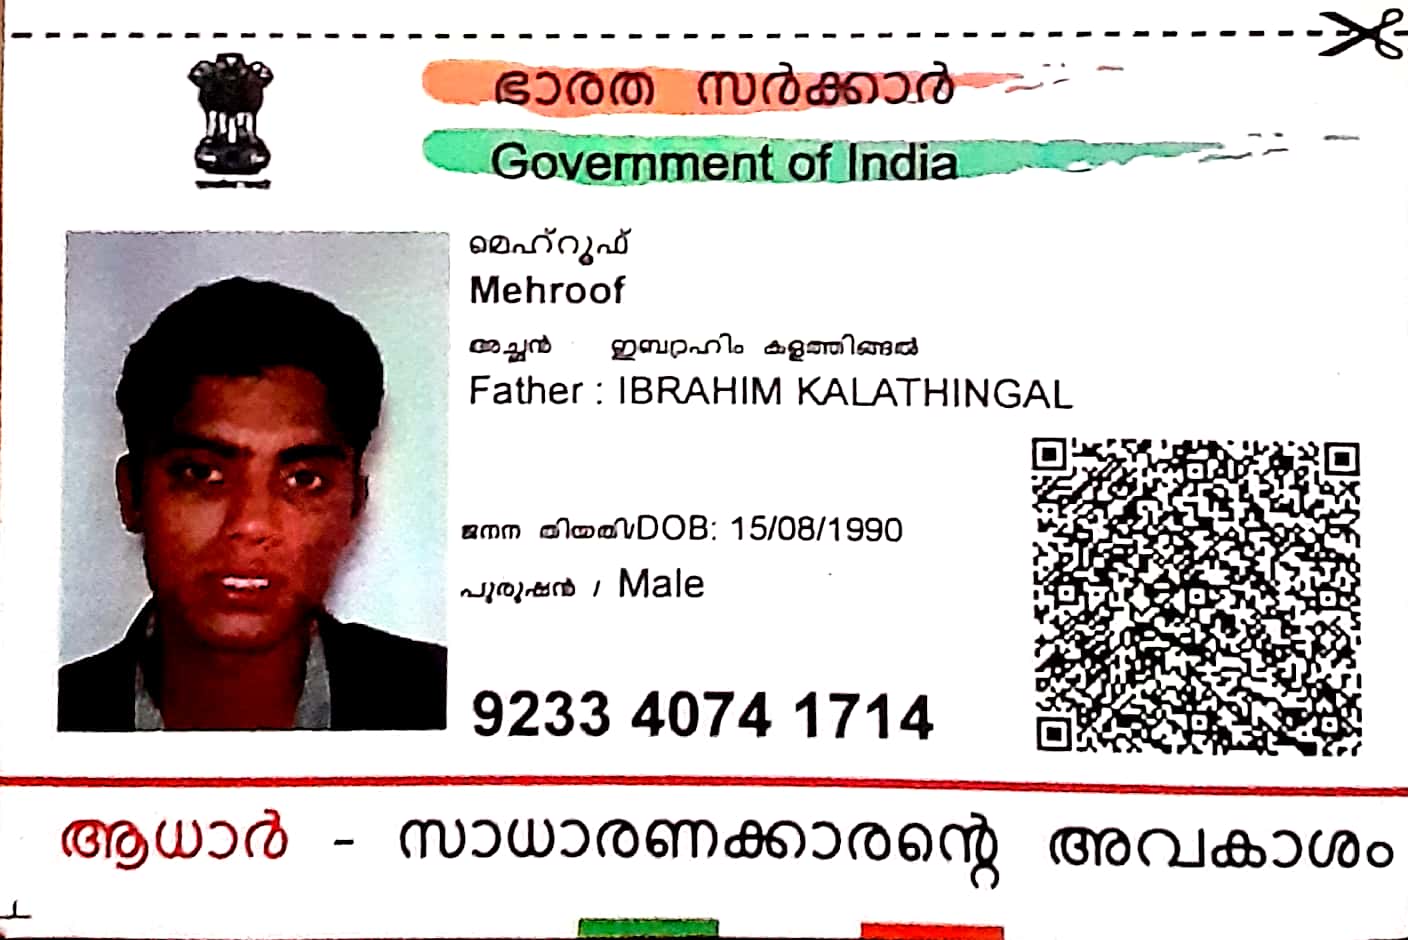 ഭാരത സർക്കാർ
Government of India
മെഹ്റൂഫ്
Mehroof
അച്ഛൻ ഇബ്രഹിം കളത്തിങ്ങൽ
Father : IBRAHIM KALATHINGAL
ജനന തിയതി/DOB: 15/08/1990
പുരുഷൻ / Male
9233 4074 1714
ആധാർ - സാധാരണക്കാരന്റെ അവകാശം